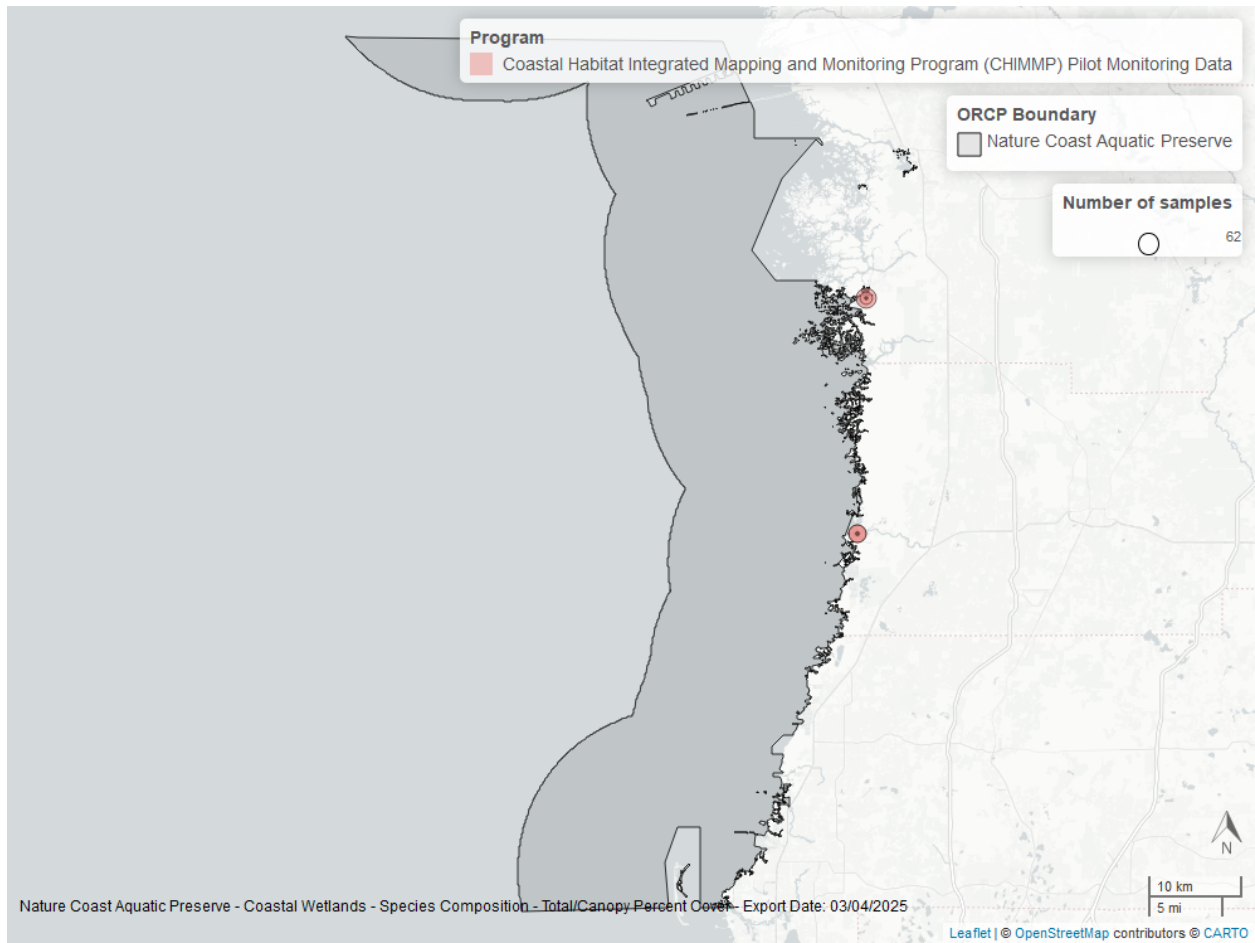 Program
Coastal Habitat Integrated Mapping and Monitoring Program (CHIMMP) Pilot Monitoring Data
ORCP Boundary
Nature Coast Aquatic Preserve
Number of samples
62
N
10 km
5 mi
Nature Coast Aquatic Preserve - Coastal Wetlands - Species Composition - Total/Canopy Percent Cover - Export Date: 03/04/2025
Leaflet | © OpenStreetMap contributors © CARTO